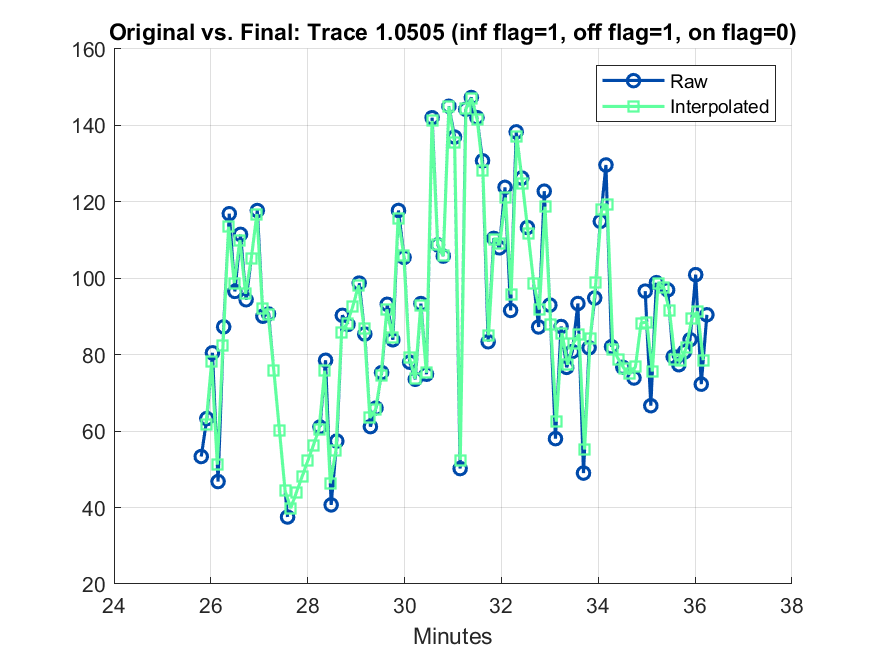 Original vs. Final: Trace 1.0505 (inf flag=1, off flag=1, on flag=0)
160
140
120
100
80
60
40
20
24 26 28 30 32 34 36 38
Minutes
Raw
Interpolated